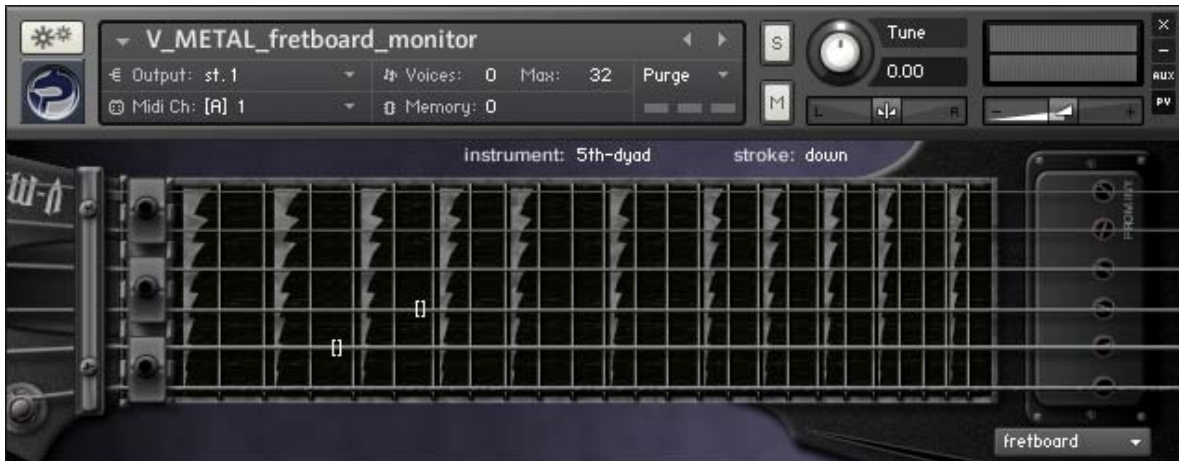 V_METAL_fretboard_monitor
Output: st.1 Voices: 0 Max: 32 Purge
Midi Ch: [A] 1 Memory: 0
S
M
Tune
0.00
L R
- +
×
-
AUX
PV
instrument: 5th-dyad stroke: down
V-M
[]
[]
fretboard